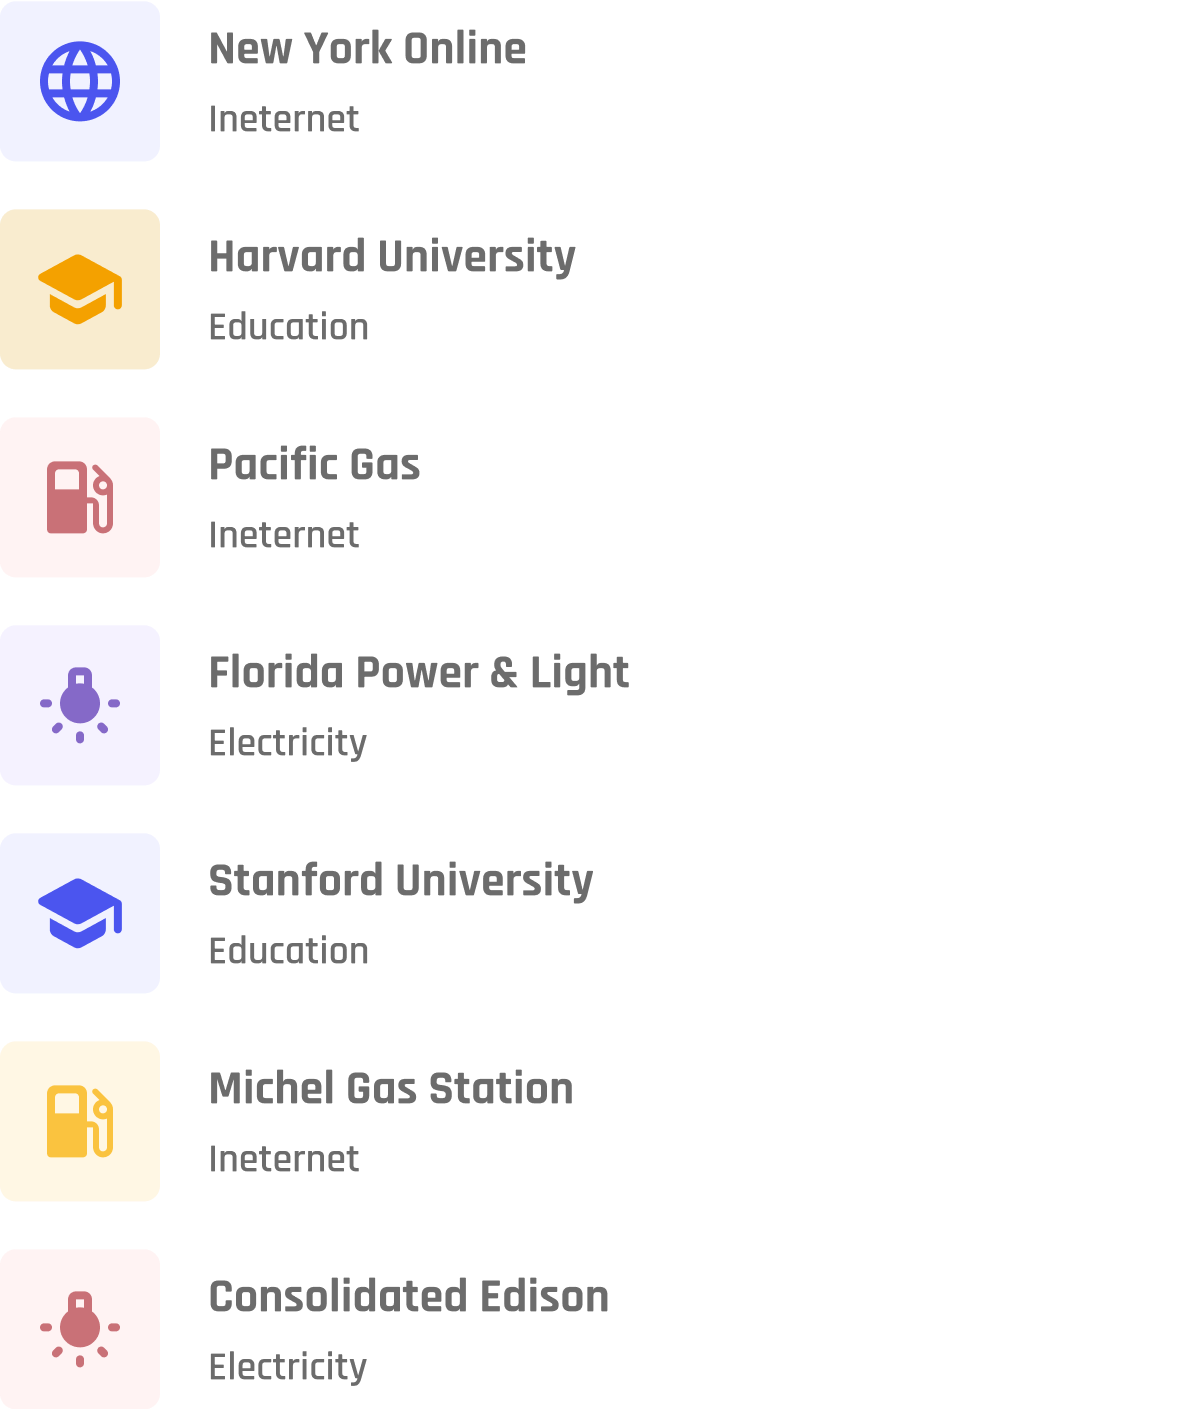 New York Online
Ineternet
Harvard University
Education
Pacific Gas
Ineternet
Florida Power & Light
Electricity
Stanford University
Education
Michel Gas Station
Ineternet
Consolidated Edison
Electricity